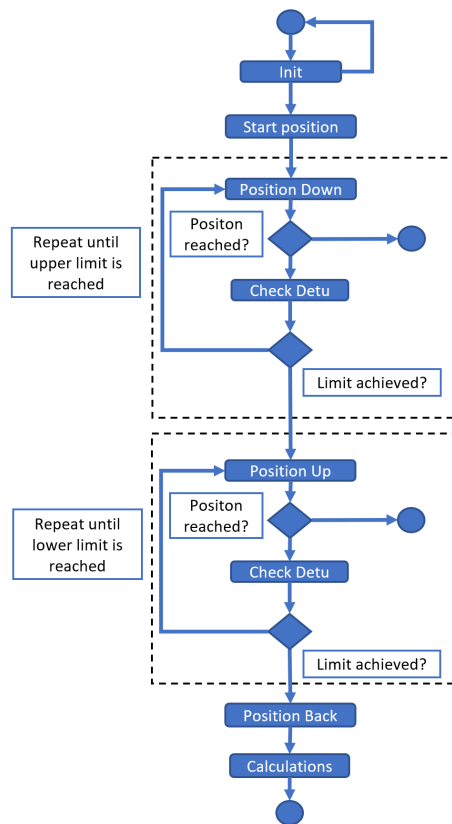 Init
Start position
Position Down
Positon
reached?
Repeat until
upper limit is
reached
Check Detu
Limit achieved?
Position Up
Positon
reached?
Repeat until
lower limit is
reached
Check Detu
Limit achieved?
Position Back
Calculations